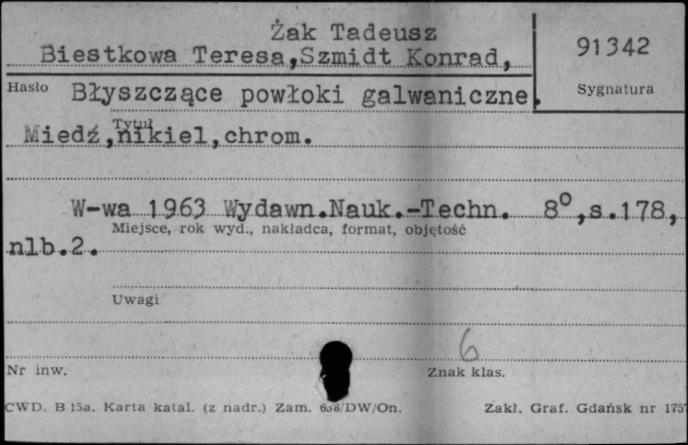 Żak Tadeusz
Biestkowa Teresa,Szmidt Konrad,
91342
Hasło
Sygnatura
Błyszczące powłoki galwaniczne.
Tytuł
Miedź,nikiel,chrom.
W-wa 1963 Wydawn.Nauk.-Techn. 8°,s.178,
Miejsce, rok wyd., nakładca, format, objętość
nlb.2.
Uwagi
6
Nr inw.
Znak klas.
CWD. B 15a. Karta katal. (z nadr.) Zam. /DW/On.
Zakł. Graf. Gdańsk nr 175